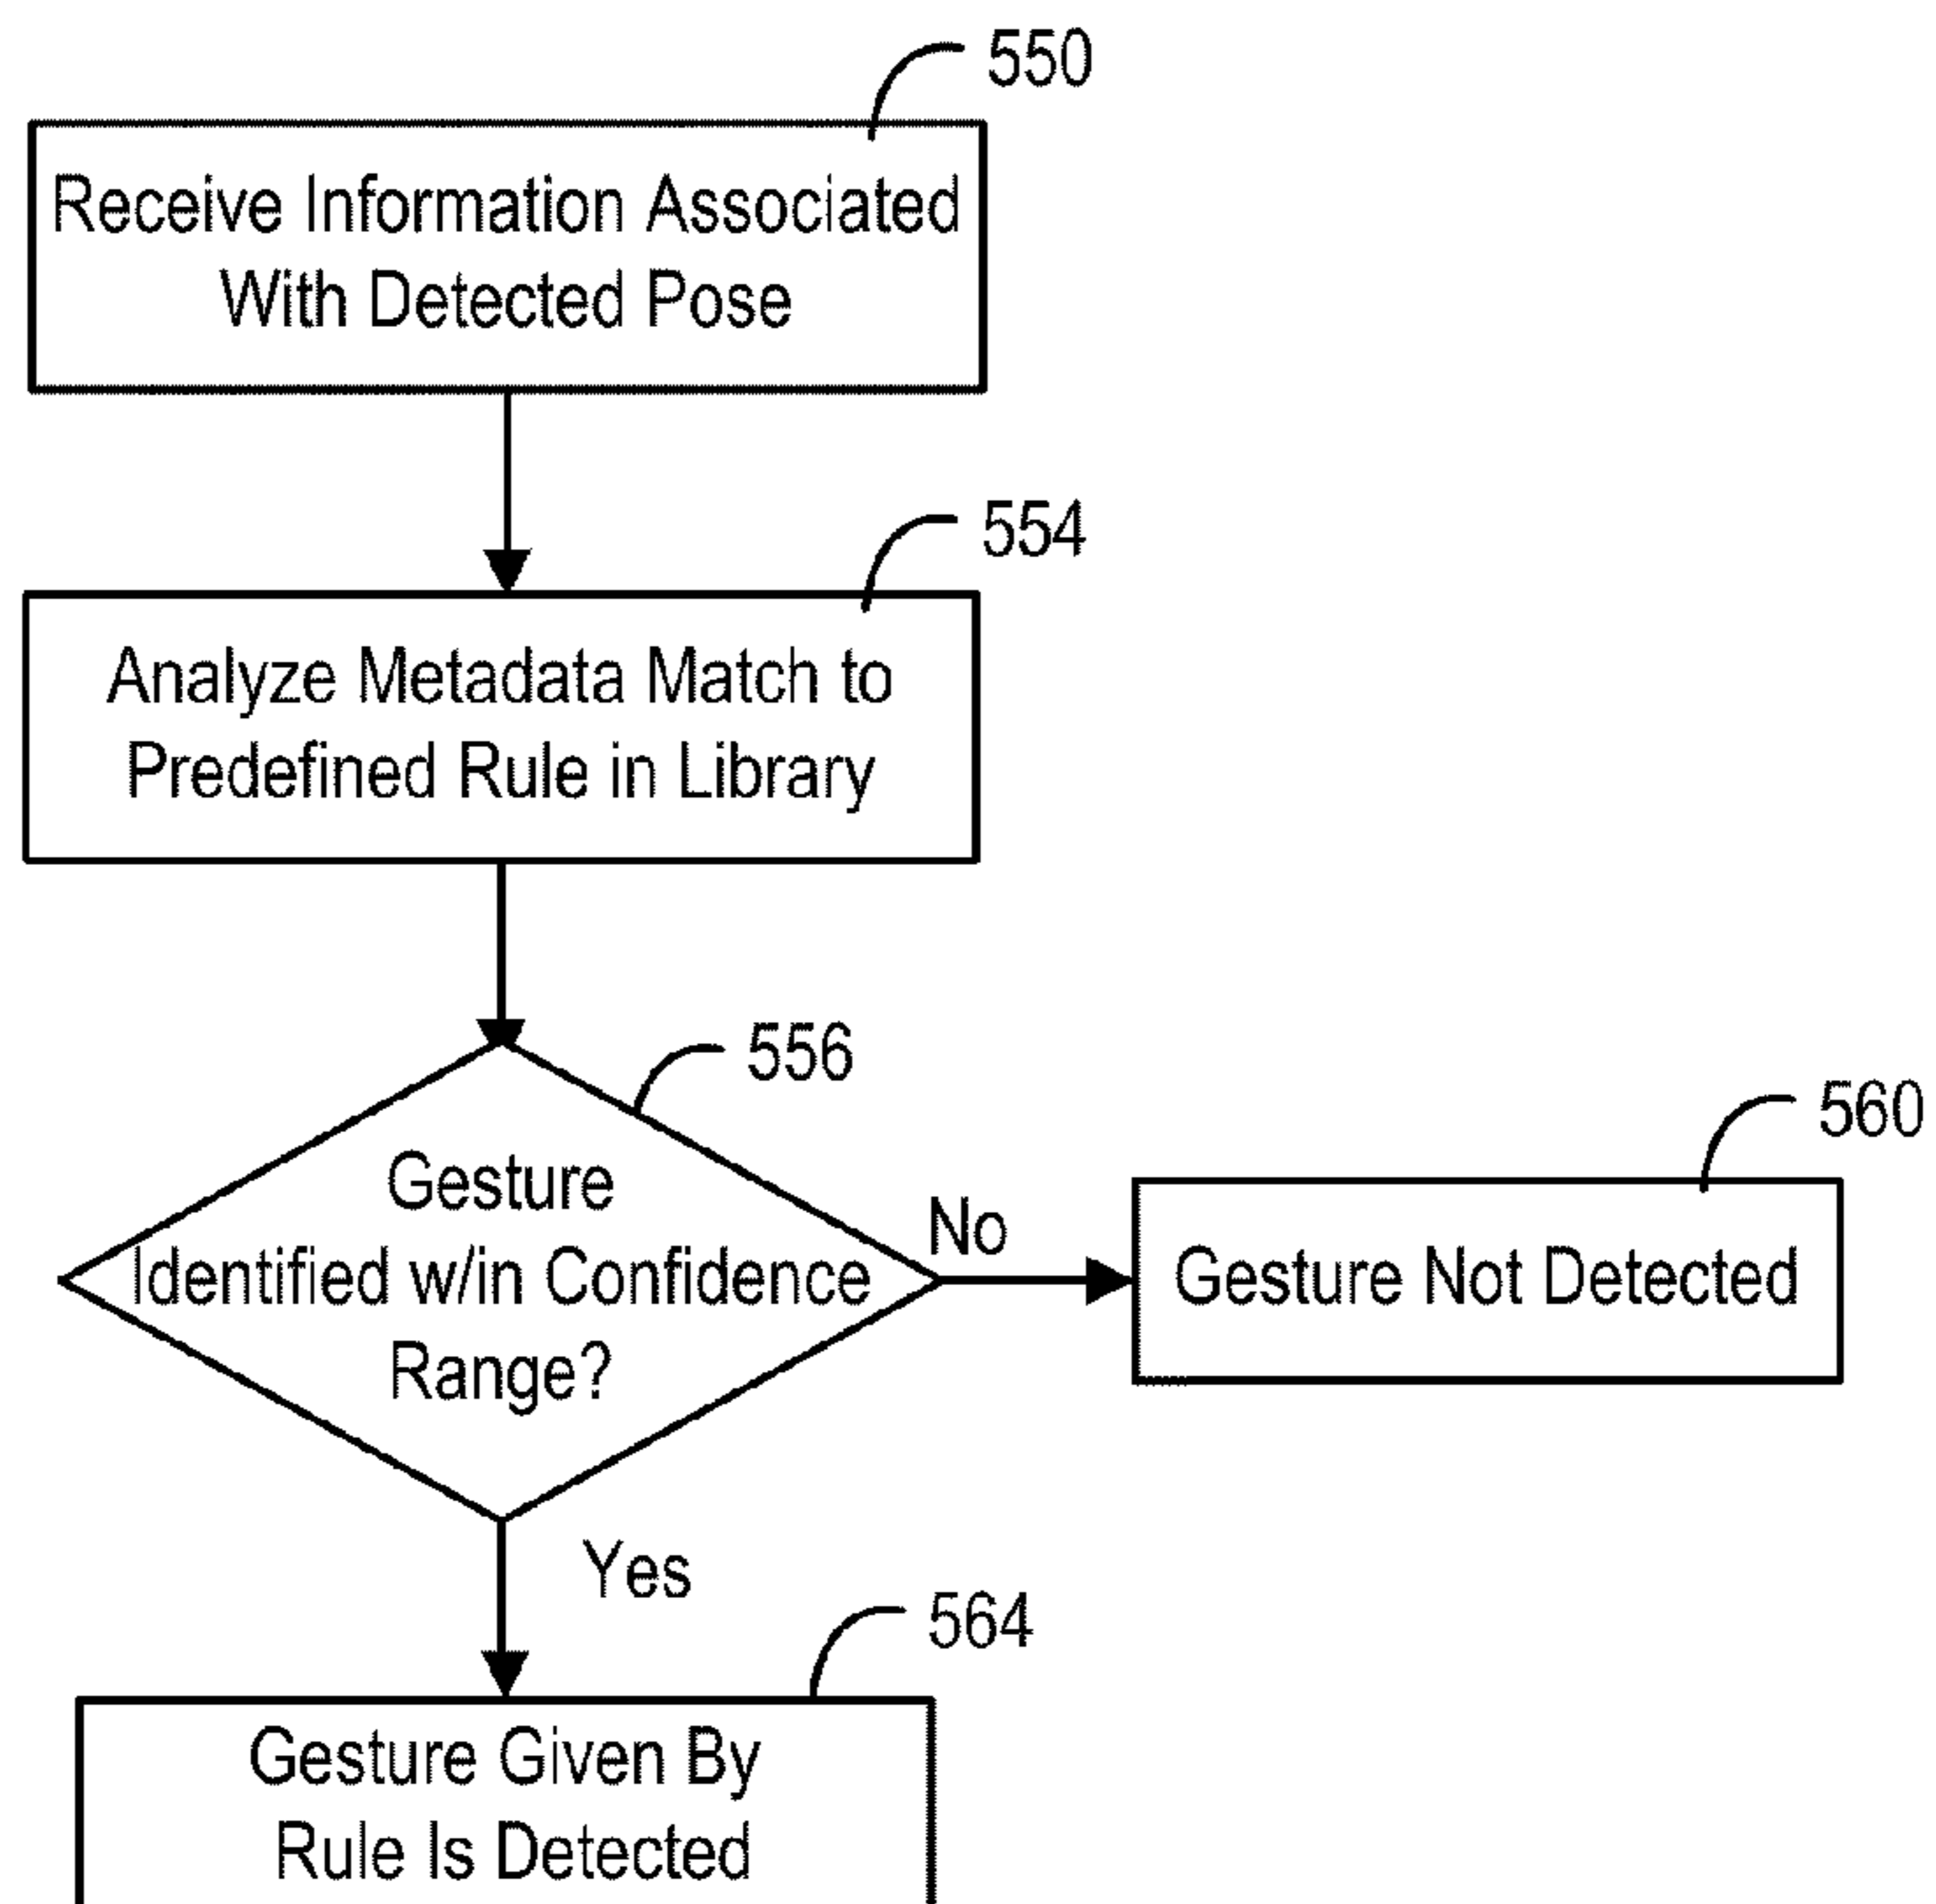 550
Receive Information Associated
With Detected Pose
554
Analyze Metadata Match to
Predefined Rule in Library
556
Gesture
Identified w/in Confidence
Range?
No
560
Gesture Not Detected
Yes
564
Gesture Given By
Rule Is Detected